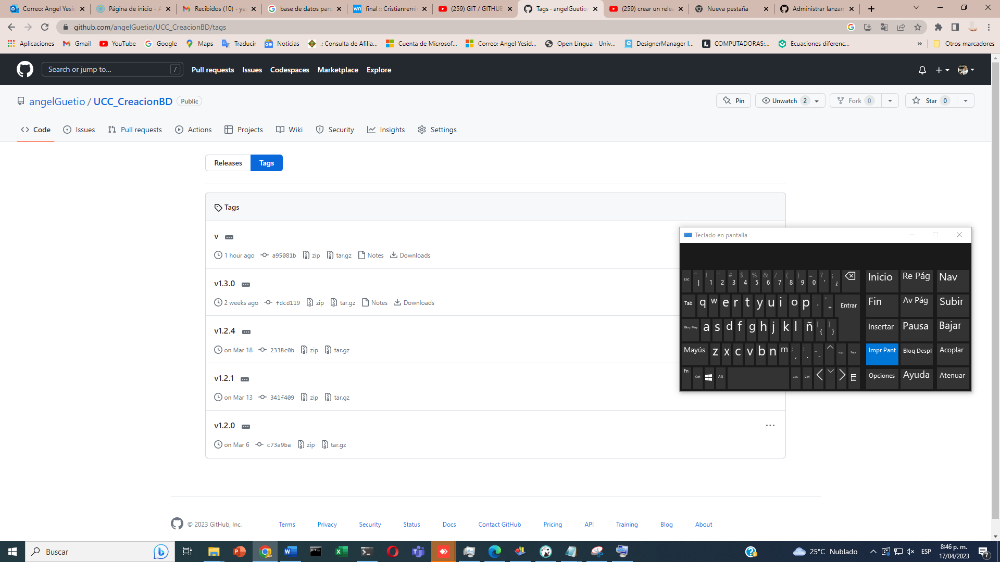 Correo: Angel Yesid Página de inicio - A Recibidos (10) - ye base de datos parc final :: Cristianremi (259) GIT / GITHUB Tags · angelGuetio/ (259) crear un relea Nueva pestaña Administrar lanzam
github.com/angelGuetio/UCC_CreacionBD/tags
Aplicaciones Gmail YouTube Google Maps Traducir Noticias .: Consulta de Afilia... Cuenta de Microsof... Correo: Angel Yesid... Open Lingua - Univ... DesignerManager I... COMPUTADORAS:... Ecuaciones diferenc... » Otros marcadores
Search or jump to... / Pull requests Issues Codespaces Marketplace Explore
angelGuetio / UCC_CreacionBD Public Pin Unwatch 2 Fork 0 Star 0
Code Issues Pull requests Actions Projects Wiki Security Insights Settings
Releases Tags
Tags
v
1 hour ago a95081b zip tar.gz Notes Downloads
v1.3.0
2 weeks ago fdcd119 zip tar.gz Notes Downloads
v1.2.4
on Mar 18 2338c0b zip tar.gz
v1.2.1
on Mar 13 341f409 zip tar.gz
v1.2.0
on Mar 6 c73a9ba zip tar.gz
Teclado en pantalla
Esc ° | ! 1 " 2 # 3 $ 4 % 5 & 6 / 7 ( 8 ) 9 = 0 ? ' ¡ ¿ Inicio Re Pág Nav
Tab q w e r t y u i o p ¨ ´ * + Entrar Fin Av Pág Subir
Bloq May a s d f g h j k l ñ [ { ] } Insertar Pausa Bajar
Mayús z x c v b n m ; , : . _ - Supr Impr Pant Bloq Despl Acoplar
Fn Ctrl Alt Ctrl Opciones Ayuda Atenuar
© 2023 GitHub, Inc. Terms Privacy Security Status Docs Contact GitHub Pricing API Training Blog About
Buscar 25°C Nublado ESP 8:46 p. m.
17/04/2023 7